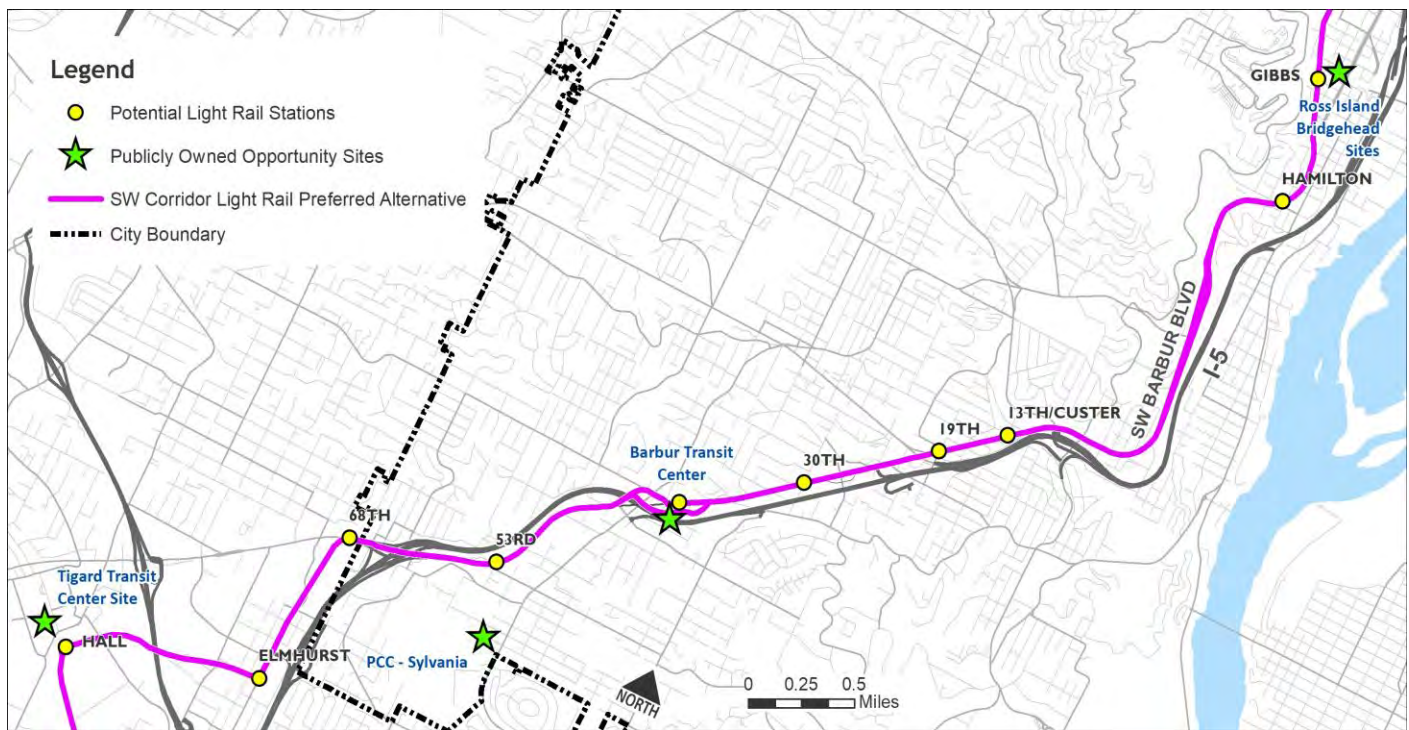 Legend
Potential Light Rail Stations
Publicly Owned Opportunity Sites
SW Corridor Light Rail Preferred Alternative
City Boundary
GIBBS
Ross Island
Bridgehead
Sites
HAMILTON
SW BARBUR BLVD
I-5
13TH/CUSTER
19TH
30TH
Barbur Transit
Center
68TH
53RD
Tigard Transit
Center Site
HALL
ELMHURST
PCC - Sylvania
NORTH
0 0.25 0.5
Miles